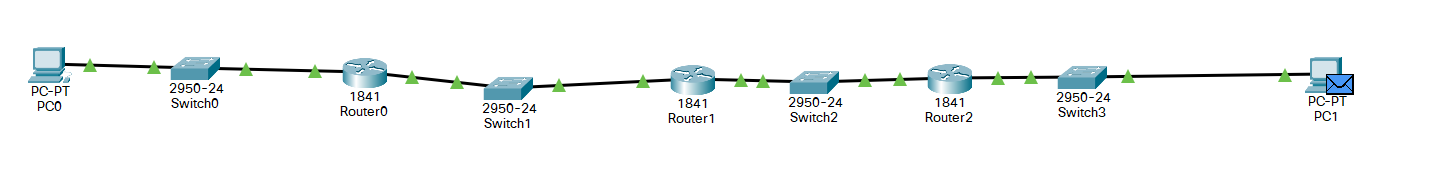 PC-PT
PC0
2950-24
Switch0
1841
Router0
2950-24
Switch1
1841
Router1
2950-24
Switch2
1841
Router2
2950-24
Switch3
PC-PT
PC1